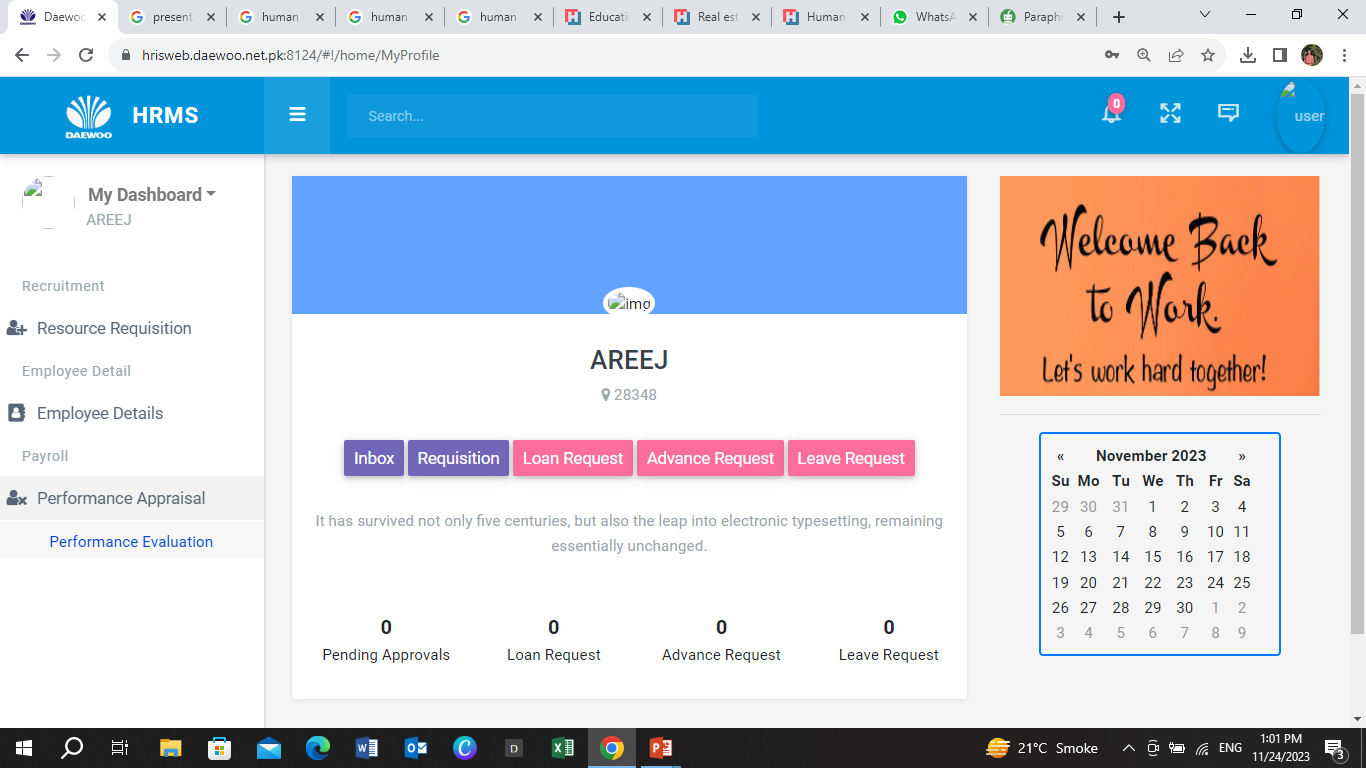 Daewoo
present
human
human
human
Educati
Real es
Human
WhatsA
Paraph
hrisweb.daewoo.net.pk:8124/#!/home/MyProfile
DAEWOO
HRMS
Search...
0
user
My Dashboard
AREEJ
Recruitment
Resource Requisition
Employee Detail
Employee Details
Payroll
Performance Appraisal
Performance Evaluation
img
AREEJ
28348
Inbox Requisition Loan Request Advance Request Leave Request
It has survived not only five centuries, but also the leap into electronic typesetting, remaining
essentially unchanged.
0 0 0 0
Pending Approvals Loan Request Advance Request Leave Request
Welcome Back
to Work.
Let's work hard together!
« November 2023 »
Su Mo Tu We Th Fr Sa
29 30 31 1 2 3 4
5 6 7 8 9 10 11
12 13 14 15 16 17 18
19 20 21 22 23 24 25
26 27 28 29 30 1 2
3 4 5 6 7 8 9
21°C Smoke
ENG
1:01 PM
11/24/2023
3